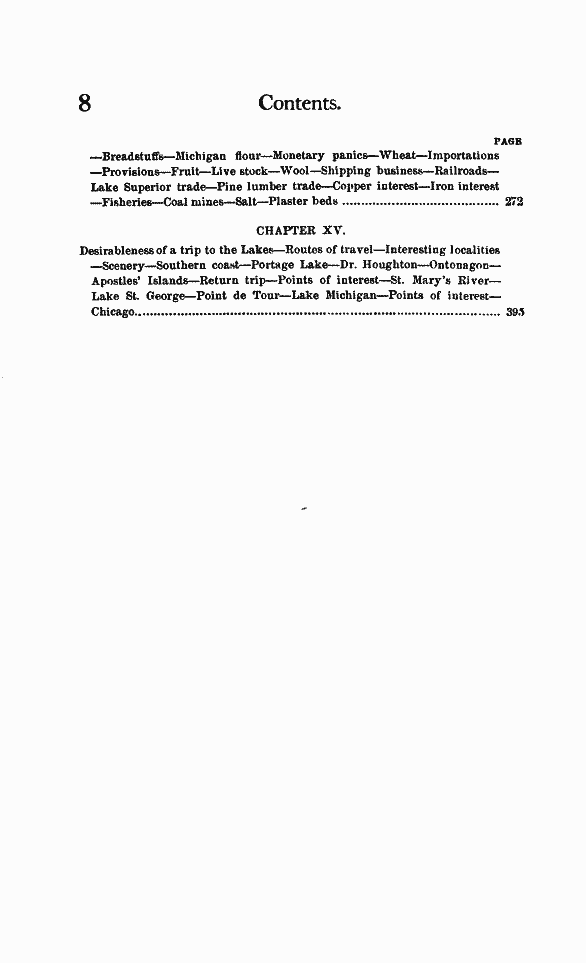 8 Contents.
PAGE
—Breadstuffs—Michigan flour—Monetary panics—Wheat—Importations
—Provisions—Fruit—Live stock—Wool—Shipping business—Railroads—
Lake Superior trade—Pine lumber trade—Copper interest—Iron interest
—Fisheries—Coal mines—Salt—Plaster beds ........................................ 272
CHAPTER XV.
Desirableness of a trip to the Lakes—Routes of travel—Interesting localities
—Scenery—Southern coast—Portage Lake—Dr. Houghton—Ontonagon—
Apostles' Islands—Return trip—Points of interest—St. Mary's River—
Lake St. George—Point de Tour—Lake Michigan—Points of interest—
Chicago................................................................................................ 395